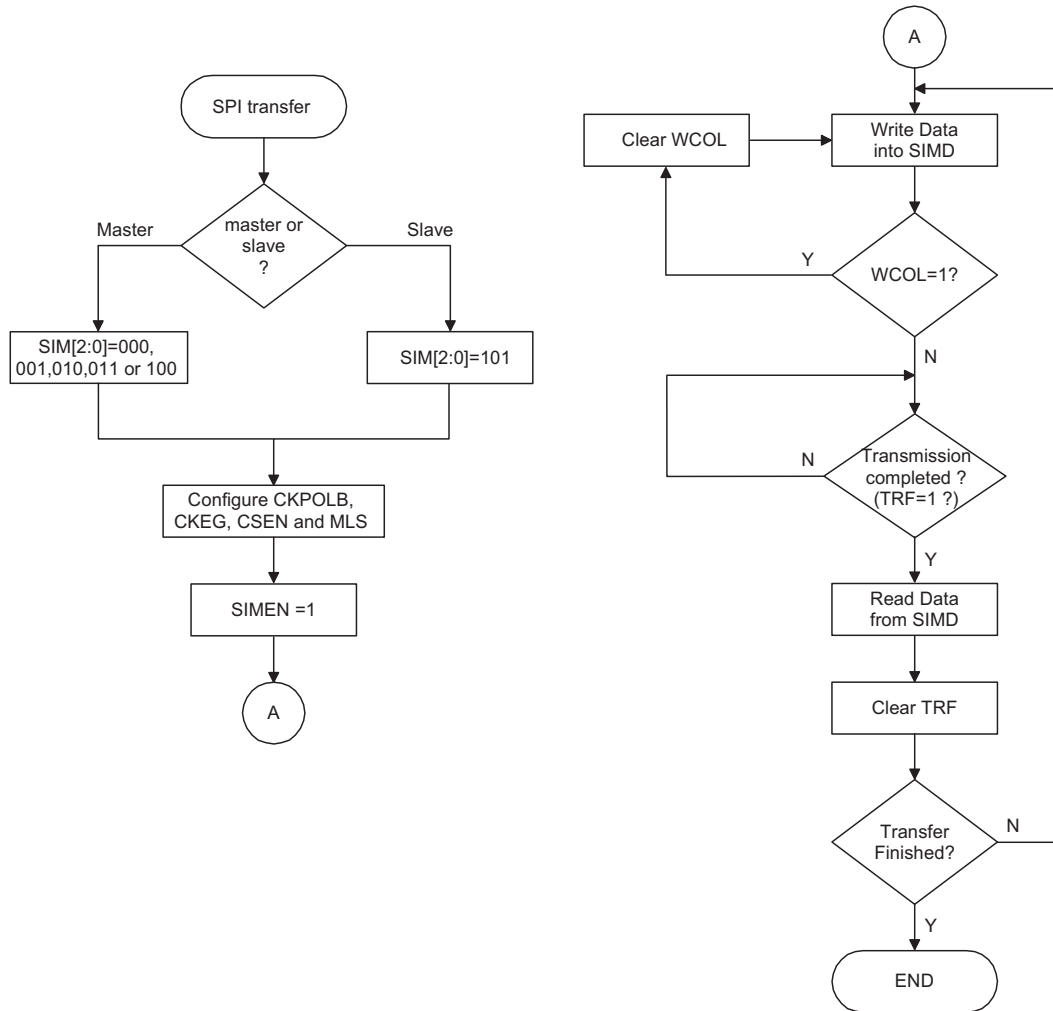 SPI transfer
master or
slave
?
Master
Slave
SIM[2:0]=000,
001,010,011 or 100
SIM[2:0]=101
Configure CKPOLB,
CKEG, CSEN and MLS
SIMEN =1
A
A
Clear WCOL
Write Data
into SIMD
Y
WCOL=1?
N
N
Transmission
completed ?
(TRF=1 ?)
Y
Read Data
from SIMD
Clear TRF
Transfer
Finished?
N
Y
END